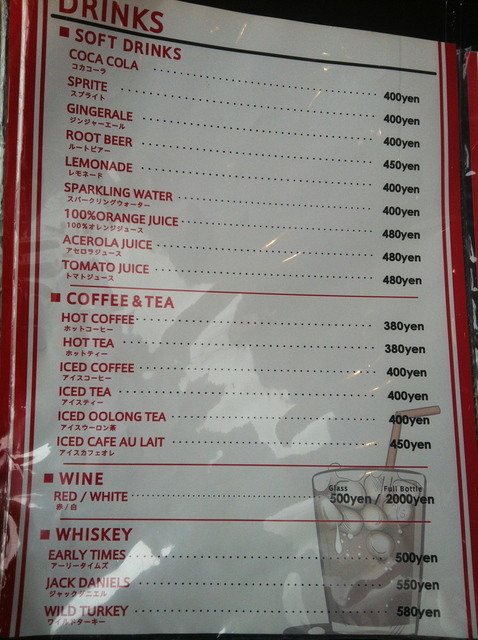 DRINKS
■ SOFT DRINKS
COCA COLA 400yen
コカコーラ
SPRITE 400yen
スプライト
GINGERALE 400yen
ジンジャーエール
ROOT BEER 450yen
ルートビアー
LEMONADE 400yen
レモネード
SPARKLING WATER 400yen
スパークリングウォーター
100%ORANGE JUICE 480yen
100%オレンジジュース
ACEROLA JUICE 480yen
アセロラジュース
TOMATO JUICE 480yen
トマトジュース
■ COFFEE & TEA
HOT COFFEE 380yen
ホットコーヒー
HOT TEA 380yen
ホットティー
ICED COFFEE 400yen
アイスコーヒー
ICED TEA 400yen
アイスティー
ICED OOLONG TEA 400yen
アイスウーロン茶
ICED CAFE AU LAIT 450yen
アイスカフェオレ
■ WINE
Glass Full Bottle
RED / WHITE 500yen / 2000yen
赤 / 白
■ WHISKEY
EARLY TIMES 500yen
アーリータイムズ
JACK DANIELS 550yen
ジャックダニエル
WILD TURKEY 580yen
ワイルドターキー